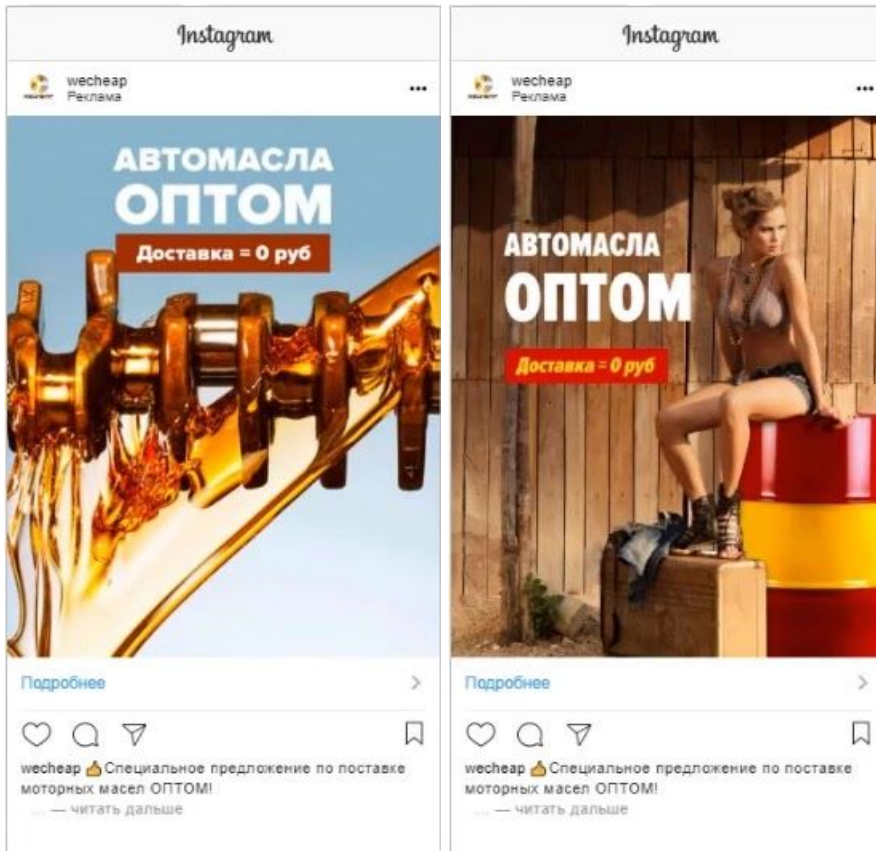 Instagram
wecheap
Реклама
АВТОМАСЛА
ОПТОМ
Доставка = 0 руб
Подробнее
wecheap 👍Специальное предложение по поставке
моторных масел ОПТОМ!
... — читать дальше
Instagram
wecheap
Реклама
АВТОМАСЛА
ОПТОМ
Доставка = 0 руб
Подробнее
wecheap 👍Специальное предложение по поставке
моторных масел ОПТОМ!
... — читать дальше